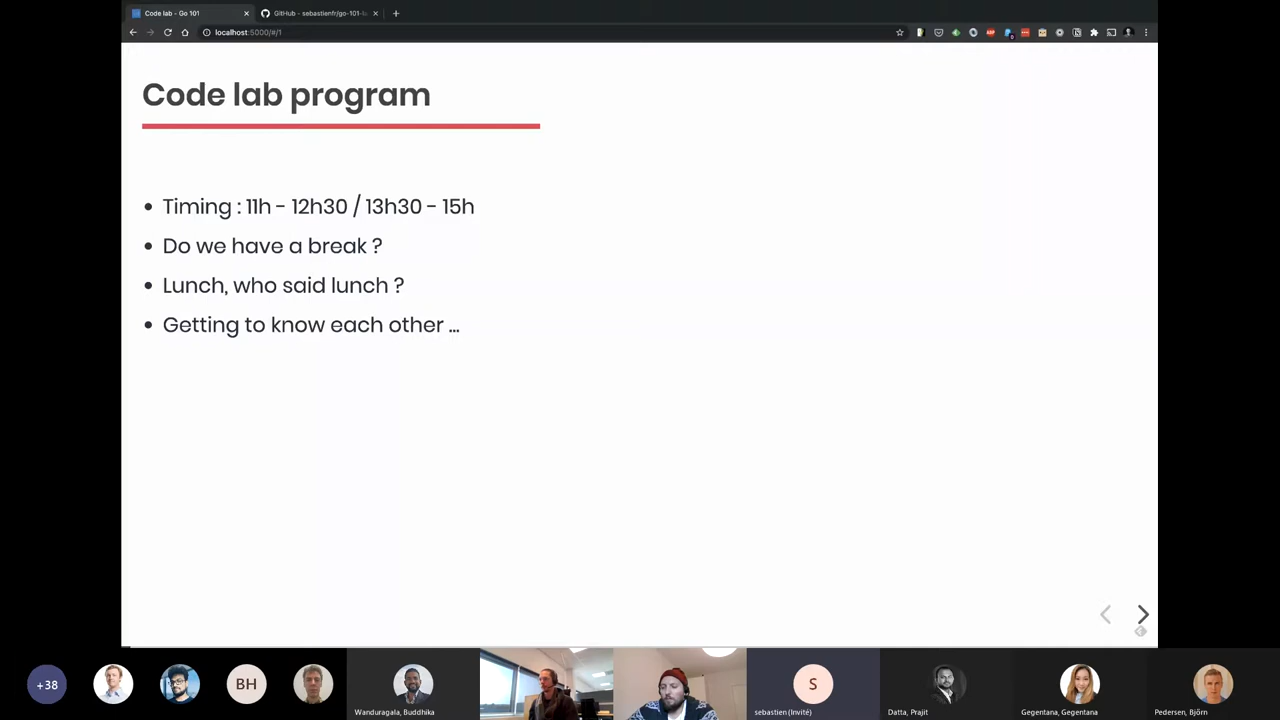 Code lab - Go 101
GitHub - sebastienfr/go-101-l
localhost:5000/#/1
Code lab program
• Timing : 11h - 12h30 / 13h30 - 15h
• Do we have a break ?
• Lunch, who said lunch ?
• Getting to know each other ...
+38
BH
S
Wanduragala, Buddhika
sebastien (Invité)
Datta, Prajit
Gegentana, Gegentana
Pedersen, Björn